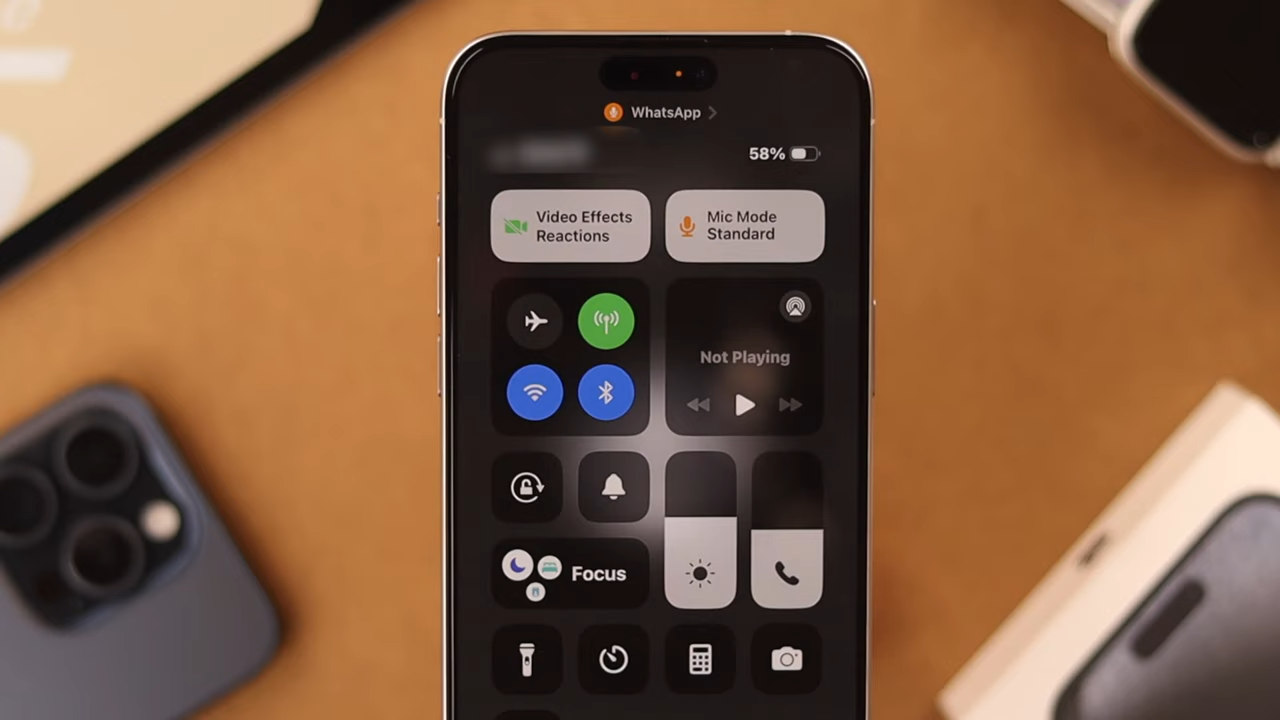 WhatsApp
58%
Video Effects
Reactions
Mic Mode
Standard
Not Playing
Focus